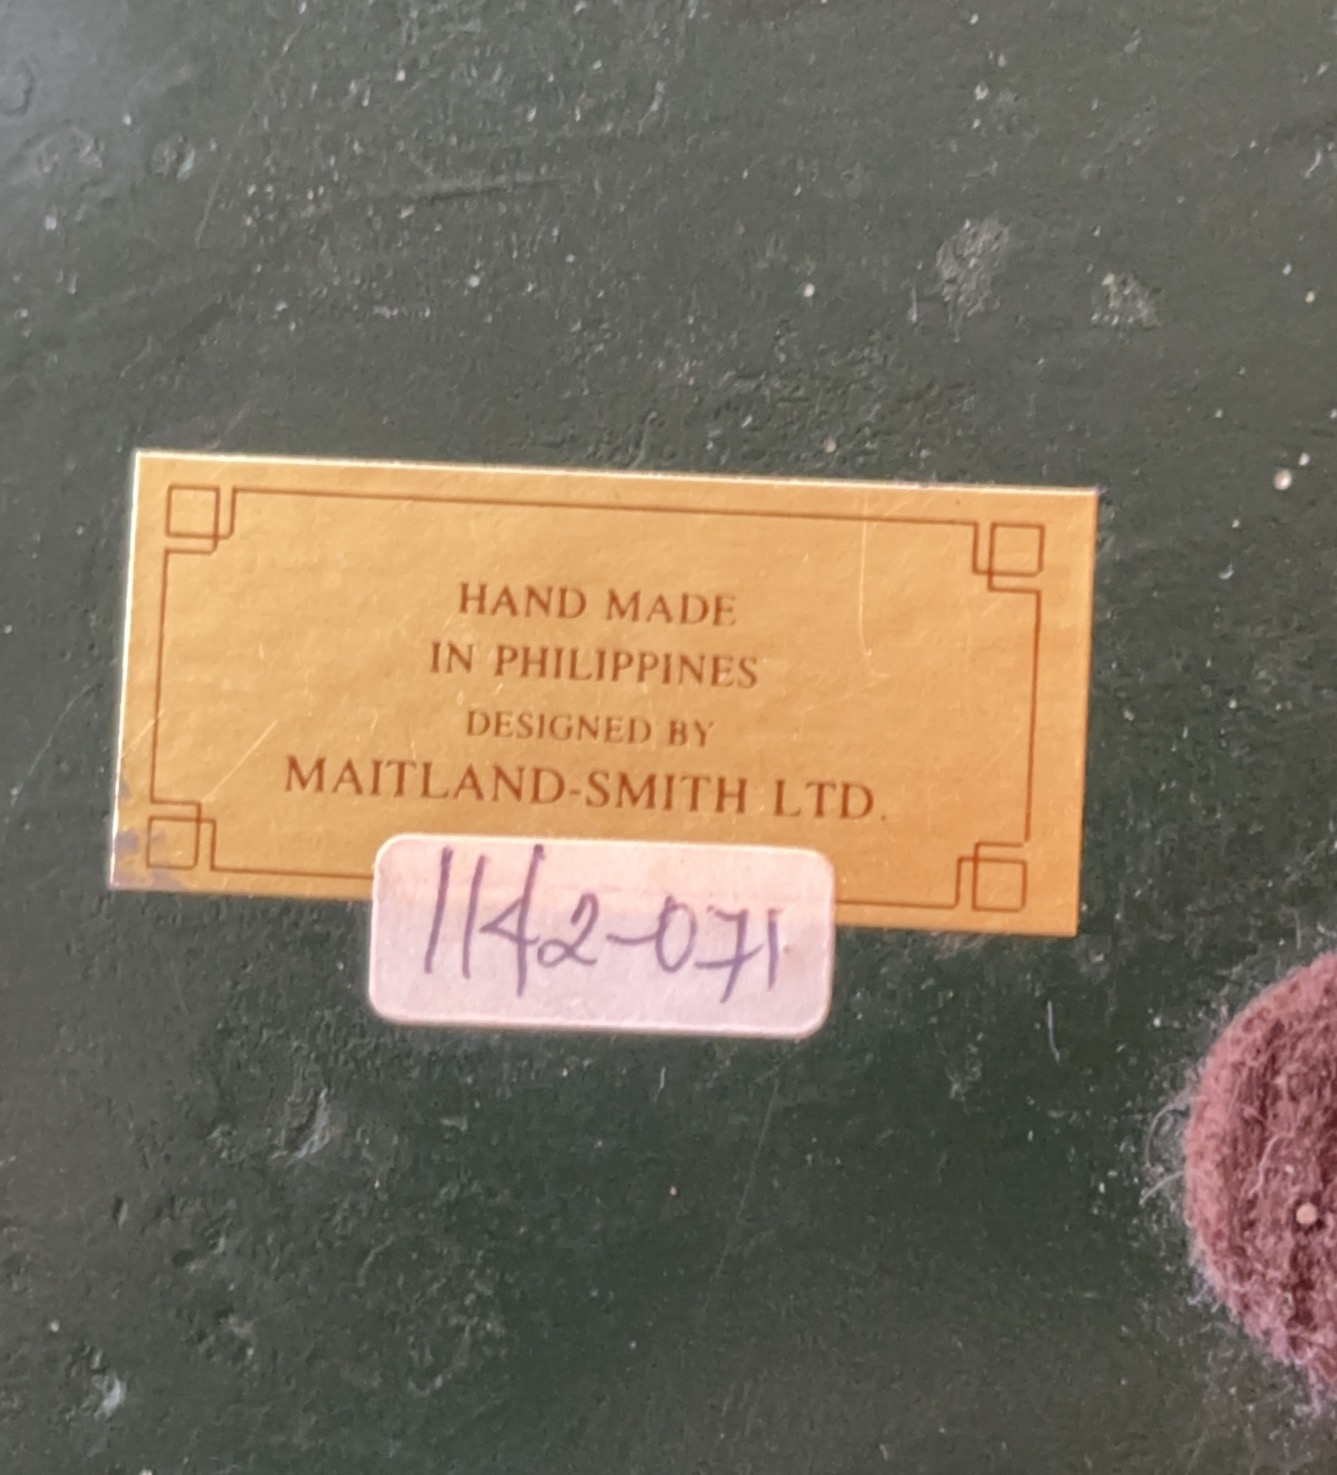 HAND MADE
IN PHILIPPINES
DESIGNED BY
MAITLAND-SMITH LTD.
1142-071